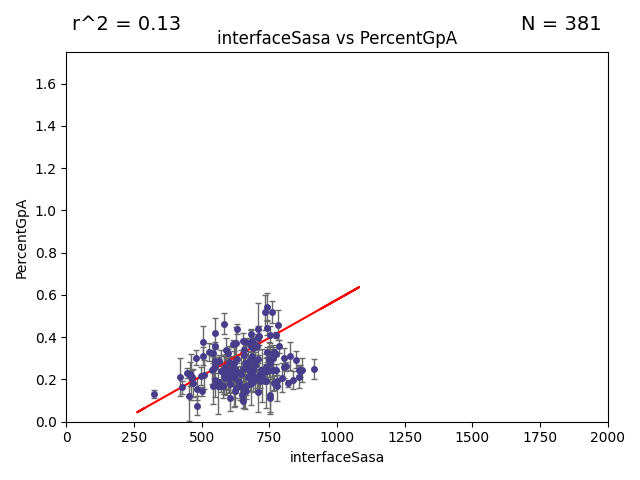 r^2 = 0.13
N = 381
interfaceSasa vs PercentGpA
PercentGpA
1.6
1.4
1.2
1.0
0.8
0.6
0.4
0.2
0.0
0 250 500 750 1000 1250 1500 1750 2000
interfaceSasa